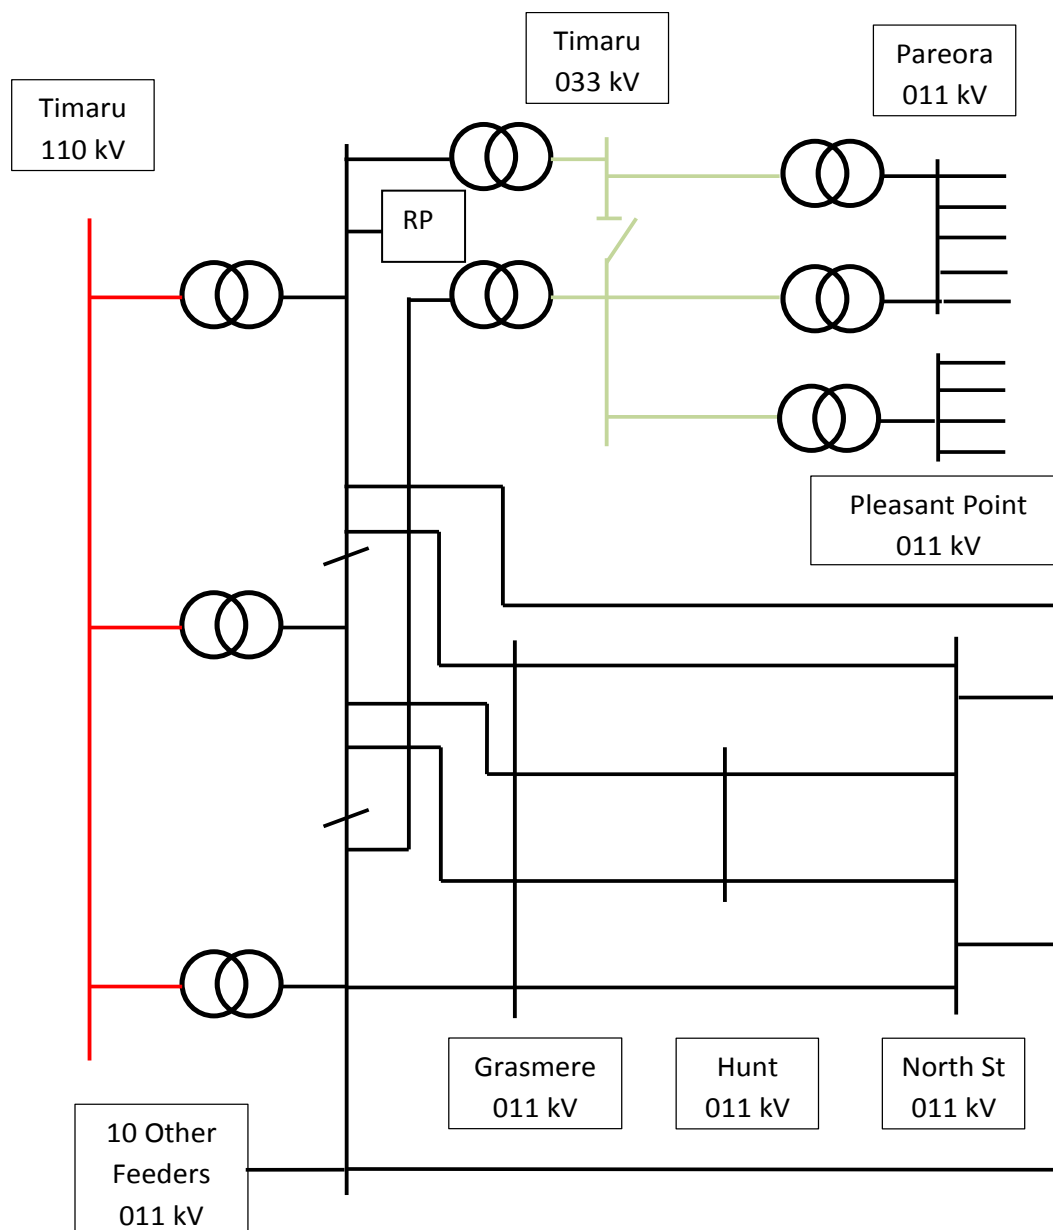 Timaru
033 kV
Pareora
011 kV
Timaru
110 kV
RP
Pleasant Point
011 kV
Grasmere
011 kV
Hunt
011 kV
North St
011 kV
10 Other
Feeders
011 kV